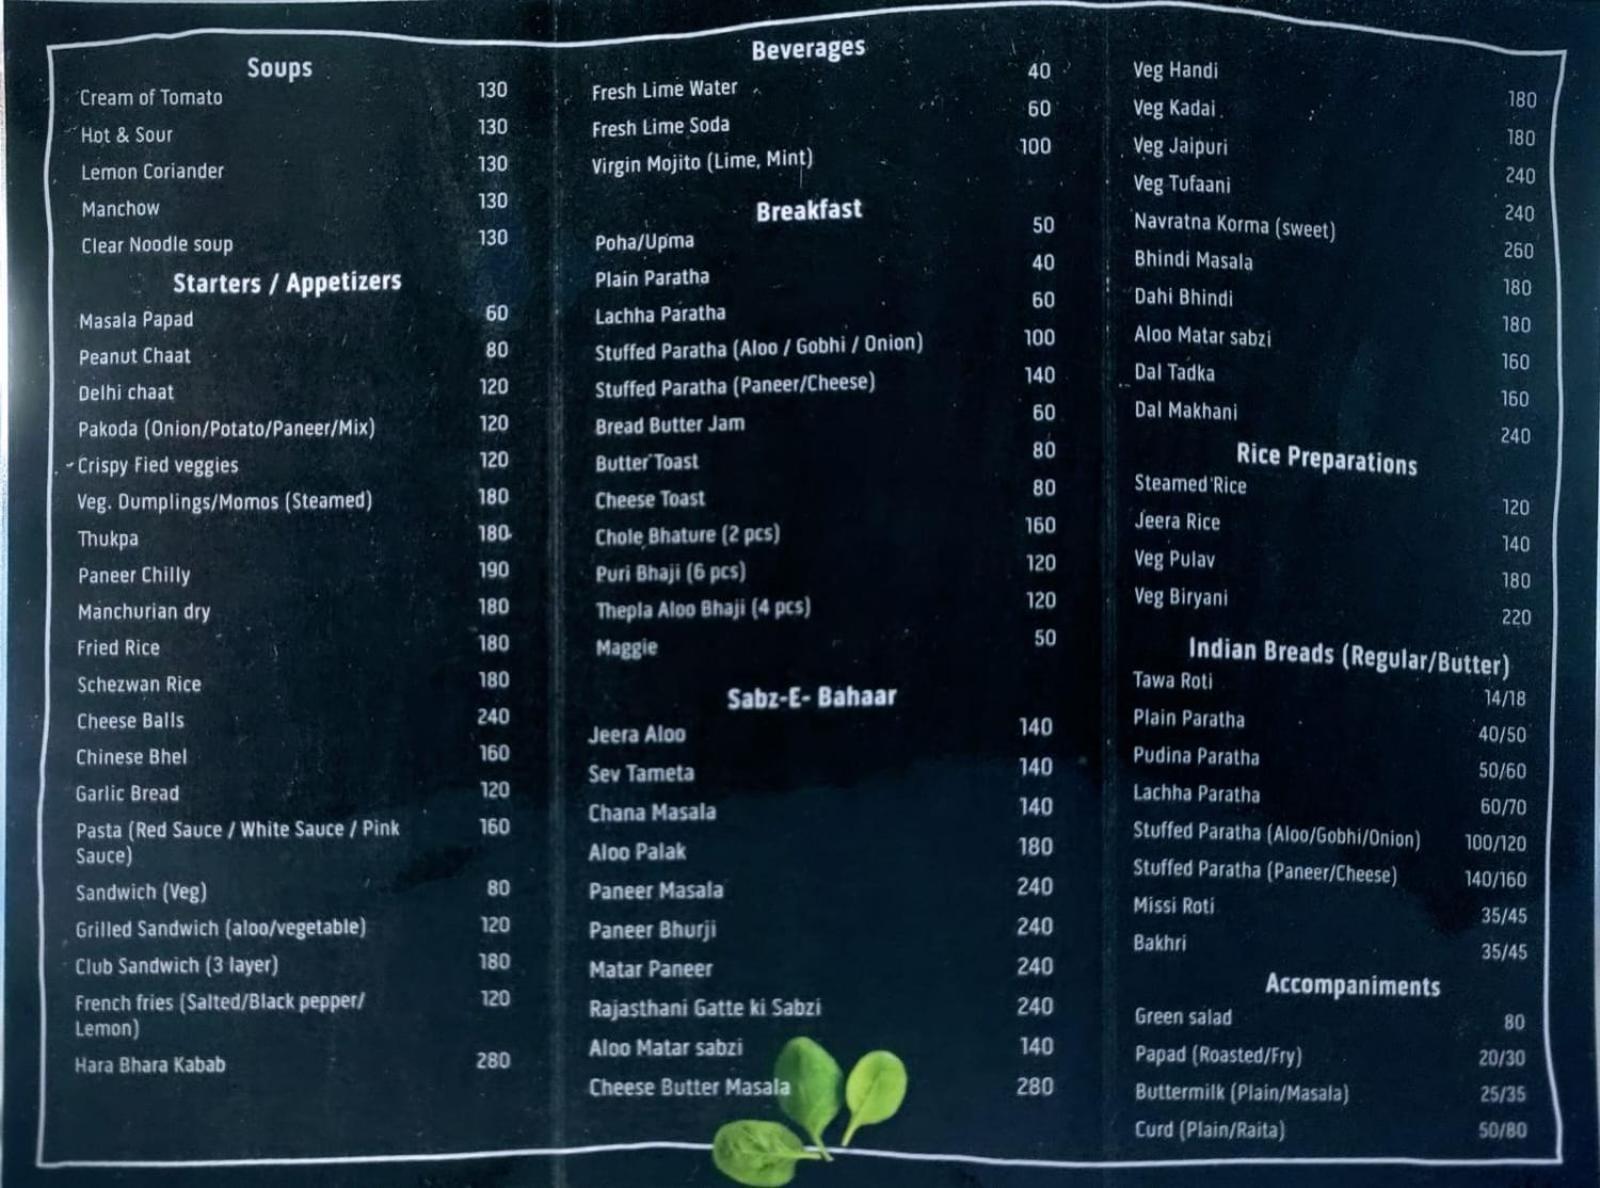 Soups
Cream of Tomato 130
Hot & Sour 130
Lemon Coriander 130
Manchow 130
Clear Noodle soup 130
Starters / Appetizers
Masala Papad 60
Peanut Chaat 80
Delhi chaat 120
Pakoda (Onion/Potato/Paneer/Mix) 120
Crispy Fied veggies 120
Veg. Dumplings/Momos (Steamed) 180
Thukpa 180
Paneer Chilly 190
Manchurian dry 180
Fried Rice 180
Schezwan Rice 180
Cheese Balls 240
Chinese Bhel 160
Garlic Bread 120
Pasta (Red Sauce / White Sauce / Pink 160
Sauce)
Sandwich (Veg) 80
Grilled Sandwich (aloo/vegetable) 120
Club Sandwich (3 layer) 180
French fries (Salted/Black pepper/ 120
Lemon)
Hara Bhara Kabab 280
Beverages
Fresh Lime Water 40
Fresh Lime Soda 60
Virgin Mojito (Lime, Mint) 100
Breakfast
Poha/Upma 50
Plain Paratha 40
Lachha Paratha 60
Stuffed Paratha (Aloo / Gobhi / Onion) 100
Stuffed Paratha (Paneer/Cheese) 140
Bread Butter Jam 60
Butter Toast 80
Cheese Toast 80
Chole Bhature (2 pcs) 160
Puri Bhaji (6 pcs) 120
Thepla Aloo Bhaji (4 pcs) 120
Maggie 50
Sabz-E- Bahaar
Jeera Aloo 140
Sev Tameta 140
Chana Masala 140
Aloo Palak 180
Paneer Masala 240
Paneer Bhurji 240
Matar Paneer 240
Rajasthani Gatte ki Sabzi 240
Aloo Matar sabzi 140
Cheese Butter Masala 280
Veg Handi 180
Veg Kadai 180
Veg Jaipuri 240
Veg Tufaani 240
Navratna Korma (sweet) 260
Bhindi Masala 180
Dahi Bhindi 180
Aloo Matar sabzi 160
Dal Tadka 160
Dal Makhani 240
Rice Preparations
Steamed Rice 120
Jeera Rice 140
Veg Pulav 180
Veg Biryani 220
Indian Breads (Regular/Butter)
Tawa Roti 14/18
Plain Paratha 40/50
Pudina Paratha 50/60
Lachha Paratha 60/70
Stuffed Paratha (Aloo/Gobhi/Onion) 100/120
Stuffed Paratha (Paneer/Cheese) 140/160
Missi Roti 35/45
Bakhri 35/45
Accompaniments
Green salad 80
Papad (Roasted/Fry) 20/30
Buttermilk (Plain/Masala) 25/35
Curd (Plain/Raita) 50/80